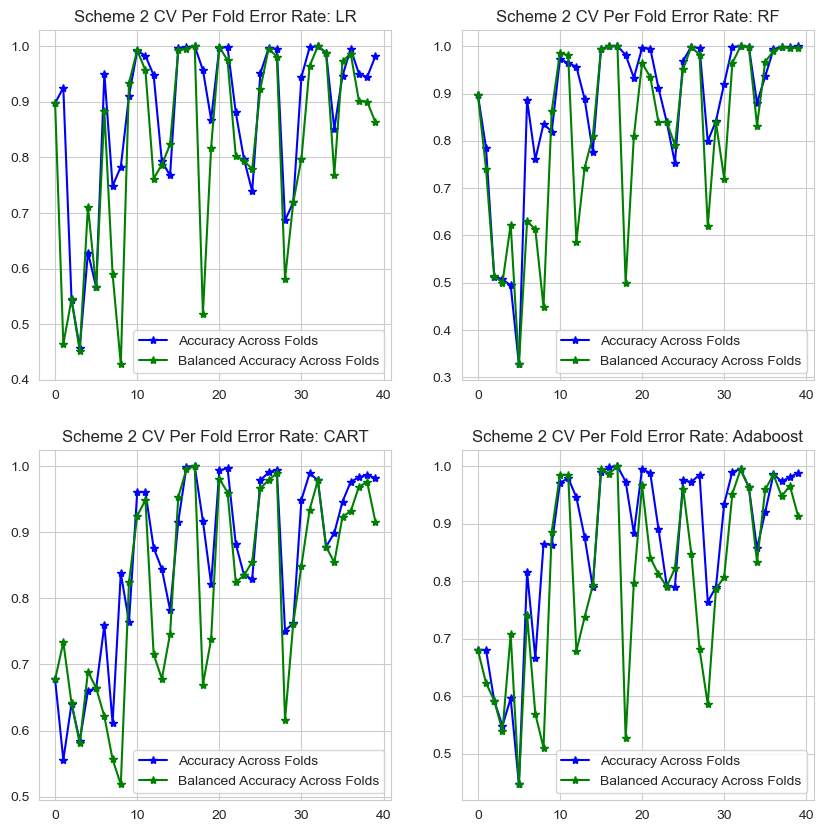 Scheme 2 CV Per Fold Error Rate: LR
1.0
0.9
0.8
0.7
0.6
0.5
0.4
0 10 20 30 40
Accuracy Across Folds
Balanced Accuracy Across Folds
Scheme 2 CV Per Fold Error Rate: RF
1.0
0.9
0.8
0.7
0.6
0.5
0.4
0.3
0 10 20 30 40
Accuracy Across Folds
Balanced Accuracy Across Folds
Scheme 2 CV Per Fold Error Rate: CART
1.0
0.9
0.8
0.7
0.6
0.5
0 10 20 30 40
Accuracy Across Folds
Balanced Accuracy Across Folds
Scheme 2 CV Per Fold Error Rate: Adaboost
1.0
0.9
0.8
0.7
0.6
0.5
0 10 20 30 40
Accuracy Across Folds
Balanced Accuracy Across Folds